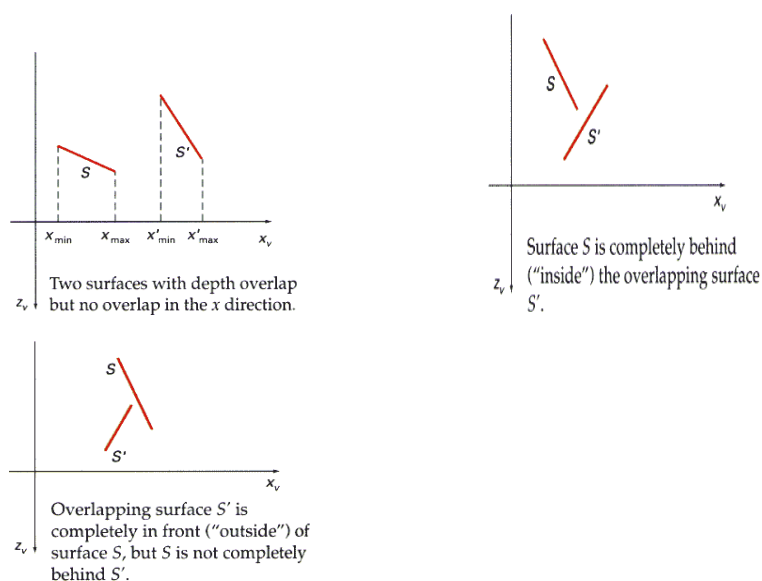 S
S'
x_min x_max x'_min x'_max x_v
Two surfaces with depth overlap
z_v but no overlap in the x direction.
S
S'
x_v
Surface S is completely behind
(“inside”) the overlapping surface
z_v
S'.
S
S'
x_v
Overlapping surface S' is
completely in front (“outside”) of
z_v surface S, but S is not completely
behind S'.